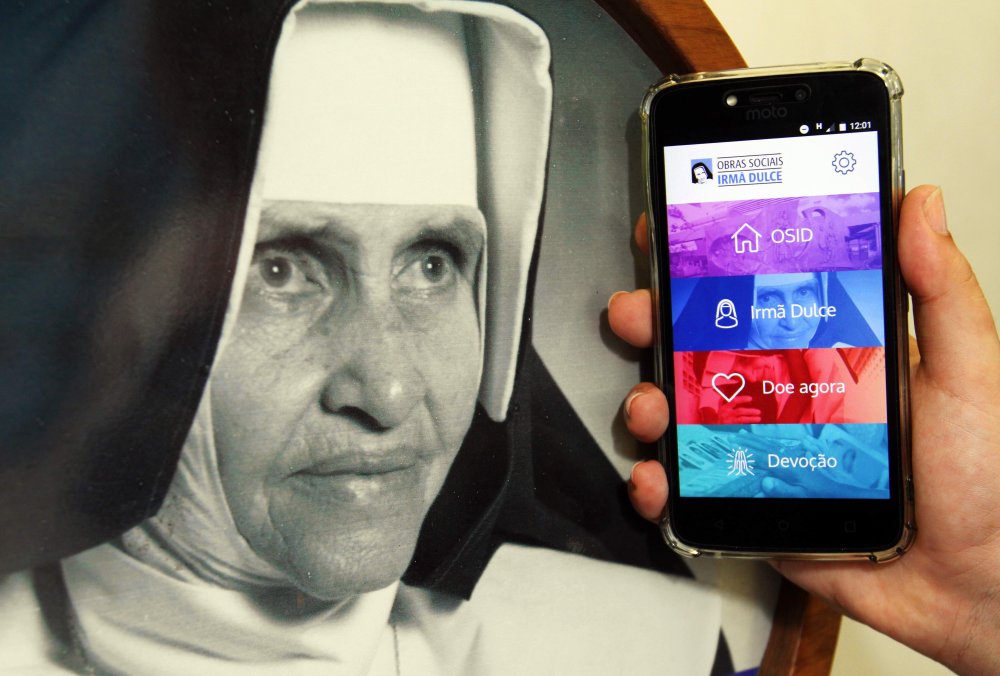 moto
H 12:01
OBRAS SOCIAIS
IRMÃ DULCE
OSID
Irmã Dulce
Doe agora
Devoção